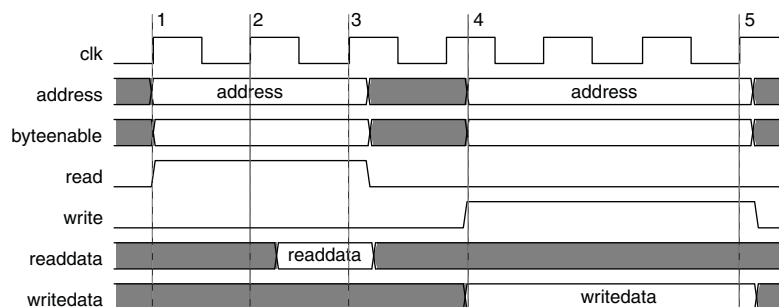 1 2 3 4 5
clk
address address address
byteenable
read
write
readdata readdata
writedata writedata